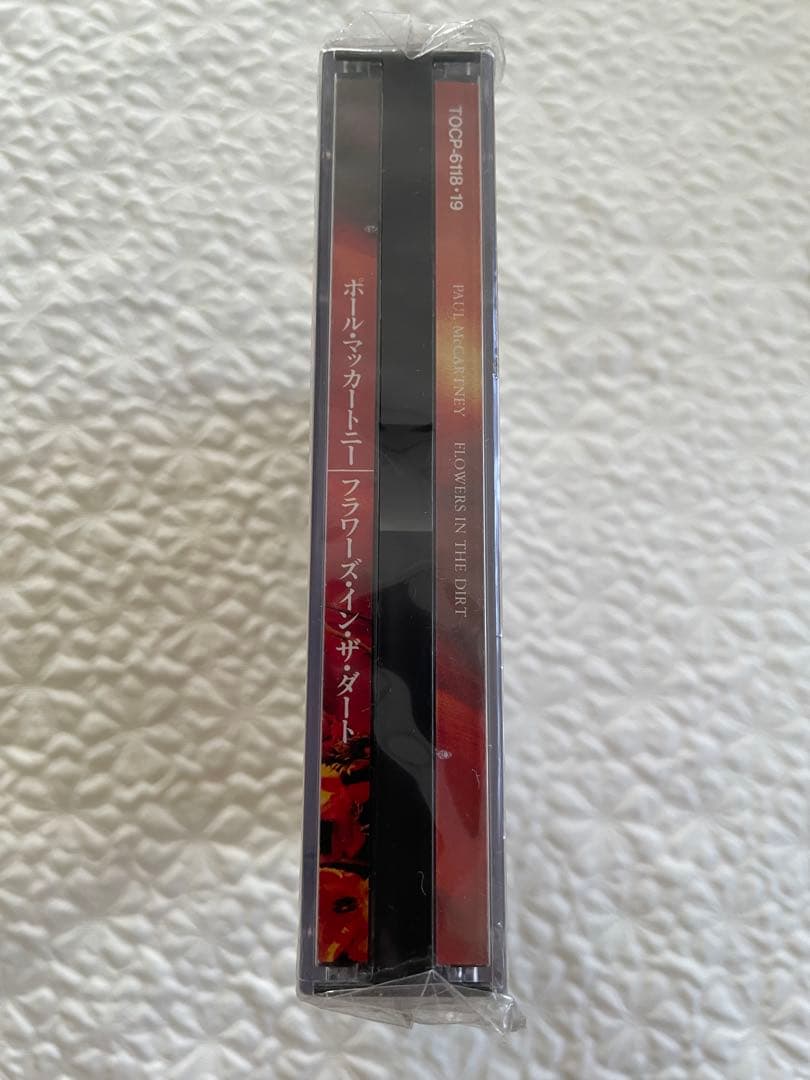 TOCP-6118・19
PAUL McCARTNEY FLOWERS IN THE DIRT
ポール・マッカートニー｜フラワーズ・イン・ザ・ダート